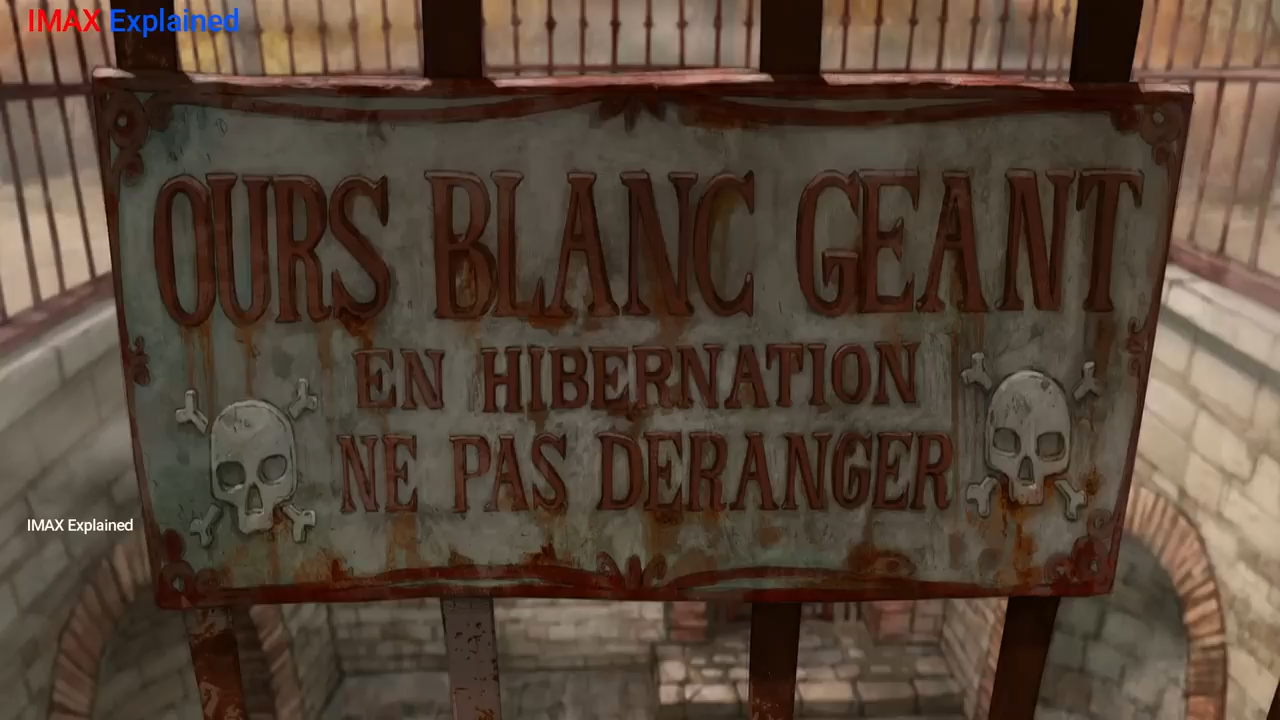 IMAX Explained
OURS BLANC GEANT
EN HIBERNATION
NE PAS DERANGER
IMAX Explained